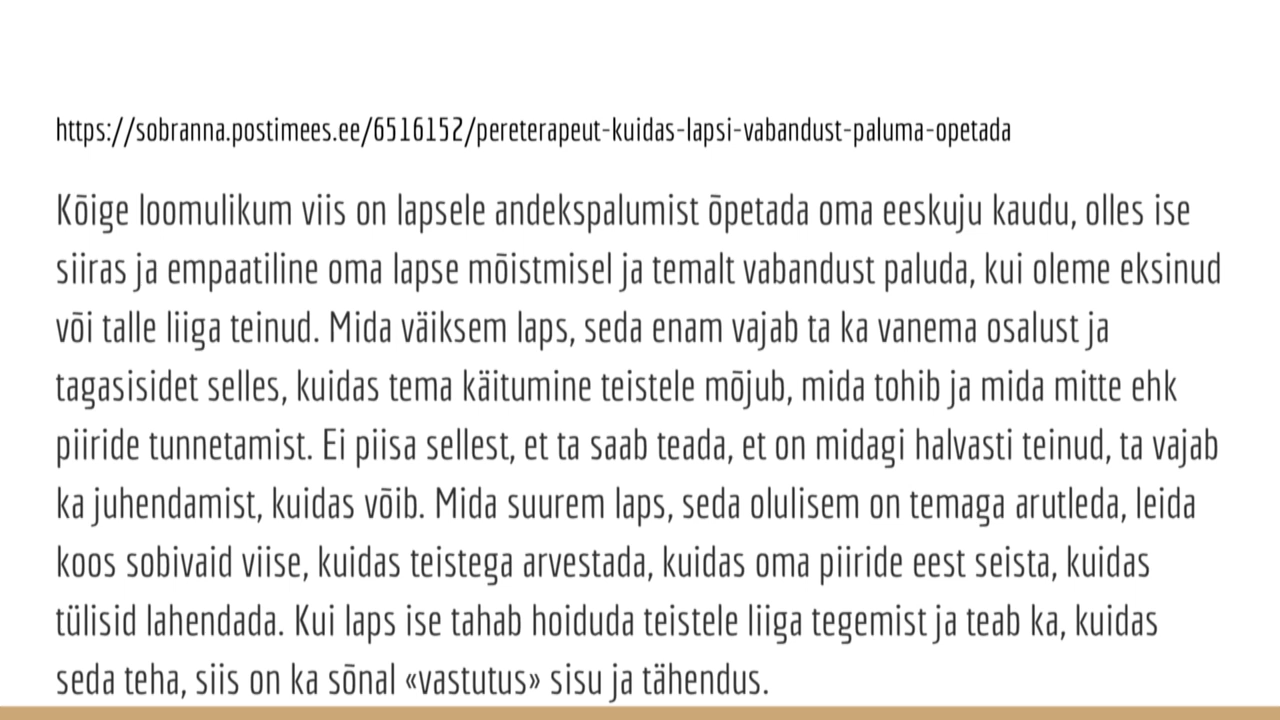 https://sobranna.postimees.ee/6516152/pereterapeut-kuidas-lapsi-vabandust-paluma-opetada
Kõige loomulikum viis on lapsele andekspalumist õpetada oma eeskuju kaudu, olles ise
siiras ja empaatiline oma lapse mõistmisel ja temalt vabandust paluda, kui oleme eksinud
või talle liiga teinud. Mida väiksem laps, seda enam vajab ta ka vanema osalust ja
tagasisidet selles, kuidas tema käitumine teistele mõjub, mida tohib ja mida mitte ehk
piiride tunnetamist. Ei piisa sellest, et ta saab teada, et on midagi halvasti teinud, ta vajab
ka juhendamist, kuidas võib. Mida suurem laps, seda olulisem on temaga arutleda, leida
koos sobivaid viise, kuidas teistega arvestada, kuidas oma piiride eest seista, kuidas
tülisid lahendada. Kui laps ise tahab hoiduda teistele liiga tegemist ja teab ka, kuidas
seda teha, siis on ka sõnal «vastutus» sisu ja tähendus.